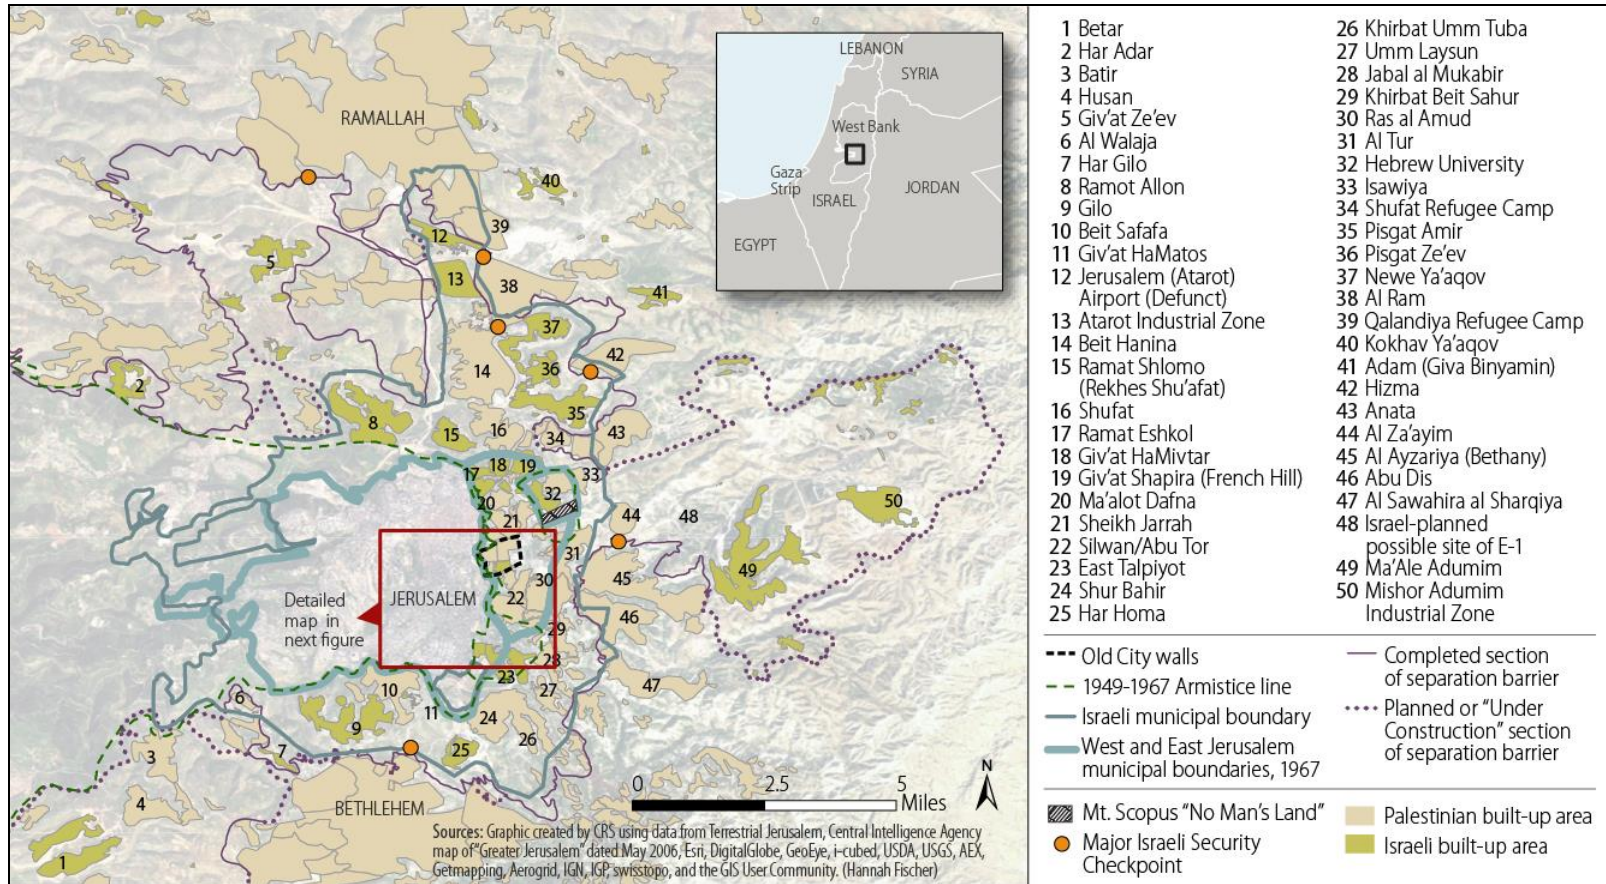 RAMALLAH
40
12
39
5
13
38
41
37
42
14
36
2
8
35
15
16
34
43
17
18
19
33
32
20
21
44
48
50
31
49
30
45
JERUSALEM
22
46
Detailed
map in
next figure
29
28
23
47
10
27
6
11
24
9
26
3
7
25
4
BETHLEHEM
1
0
2.5
5
Miles
N
Sources: Graphic created by CRS using data from Terrestrial Jerusalem, Central Intelligence Agency
map of "Greater Jerusalem" dated May 2006, Esri, DigitalGlobe, GeoEye, i-cubed, USDA, USGS, AEX,
Getmapping, Aerogrid, IGN, IGP, swisstopo, and the GIS User Community. (Hannah Fischer)
LEBANON
SYRIA
West Bank
Gaza
Strip
ISRAEL
JORDAN
EGYPT
1 Betar
2 Har Adar
3 Batir
4 Husan
5 Giv'at Ze'ev
6 Al Walaja
7 Har Gilo
8 Ramot Allon
9 Gilo
10 Beit Safafa
11 Giv'at HaMatos
12 Jerusalem (Atarot)
Airport (Defunct)
13 Atarot Industrial Zone
14 Beit Hanina
15 Ramat Shlomo
(Rekhes Shu'afat)
16 Shufat
17 Ramat Eshkol
18 Giv'at HaMivtar
19 Giv'at Shapira (French Hill)
20 Ma'alot Dafna
21 Sheikh Jarrah
22 Silwan/Abu Tor
23 East Talpiyot
24 Shur Bahir
25 Har Homa
26 Khirbat Umm Tuba
27 Umm Laysun
28 Jabal al Mukabir
29 Khirbat Beit Sahur
30 Ras al Amud
31 Al Tur
32 Hebrew University
33 Isawiya
34 Shufat Refugee Camp
35 Pisgat Amir
36 Pisgat Ze'ev
37 Newe Ya'aqov
38 Al Ram
39 Qalandiya Refugee Camp
40 Kokhav Ya'aqov
41 Adam (Giva Binyamin)
42 Hizma
43 Anata
44 Al Za'ayim
45 Al Ayzariya (Bethany)
46 Abu Dis
47 Al Sawahira al Sharqiya
48 Israel-planned
possible site of E-1
49 Ma'Ale Adumim
50 Mishor Adumim
Industrial Zone
Old City walls
1949-1967 Armistice line
Israeli municipal boundary
West and East Jerusalem
municipal boundaries, 1967
Completed section
of separation barrier
Planned or "Under
Construction" section
of separation barrier
Mt. Scopus "No Man's Land"
Major Israeli Security
Checkpoint
Palestinian built-up area
Israeli built-up area